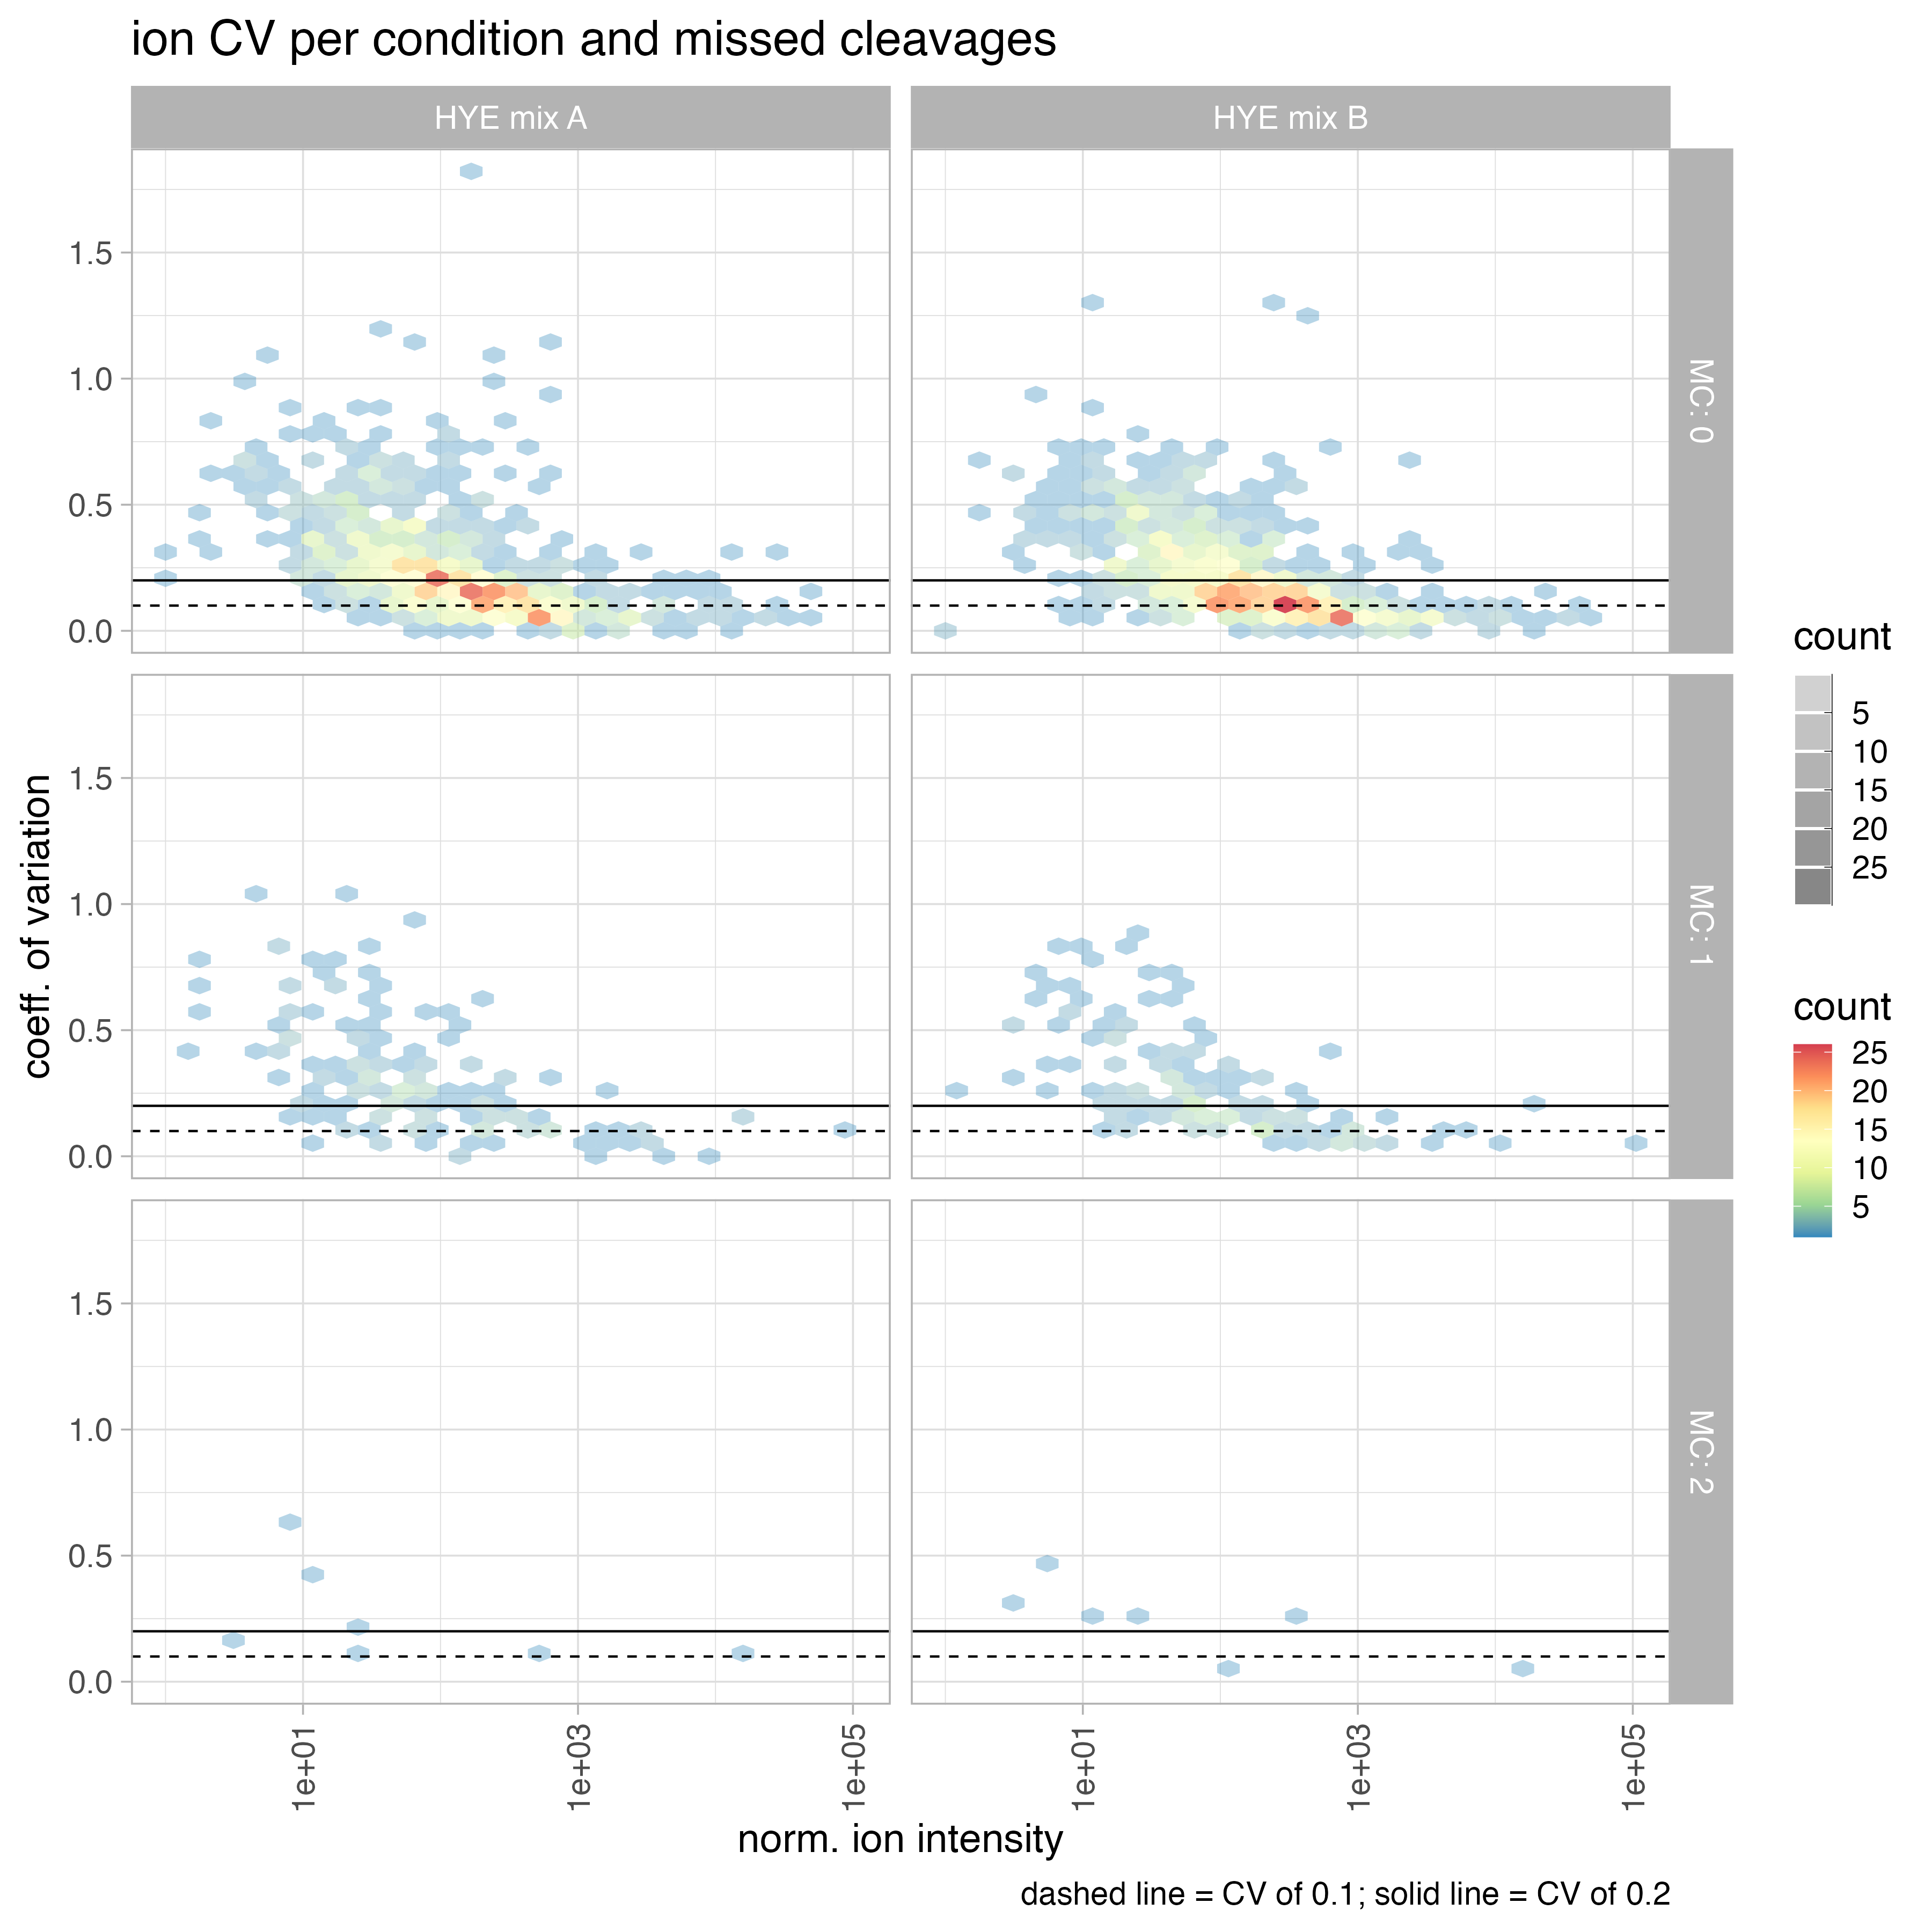 ion CV per condition and missed cleavages
HYE mix A
HYE mix B
1.5
1.0
0.5
0.0
MC: 0
1.5
1.0
0.5
0.0
MC: 1
1.5
1.0
0.5
0.0
MC: 2
coeff. of variation
1e+01
1e+03
1e+05
1e+01
1e+03
1e+05
norm. ion intensity
dashed line = CV of 0.1; solid line = CV of 0.2
count
5
10
15
20
25
count
25
20
15
10
5